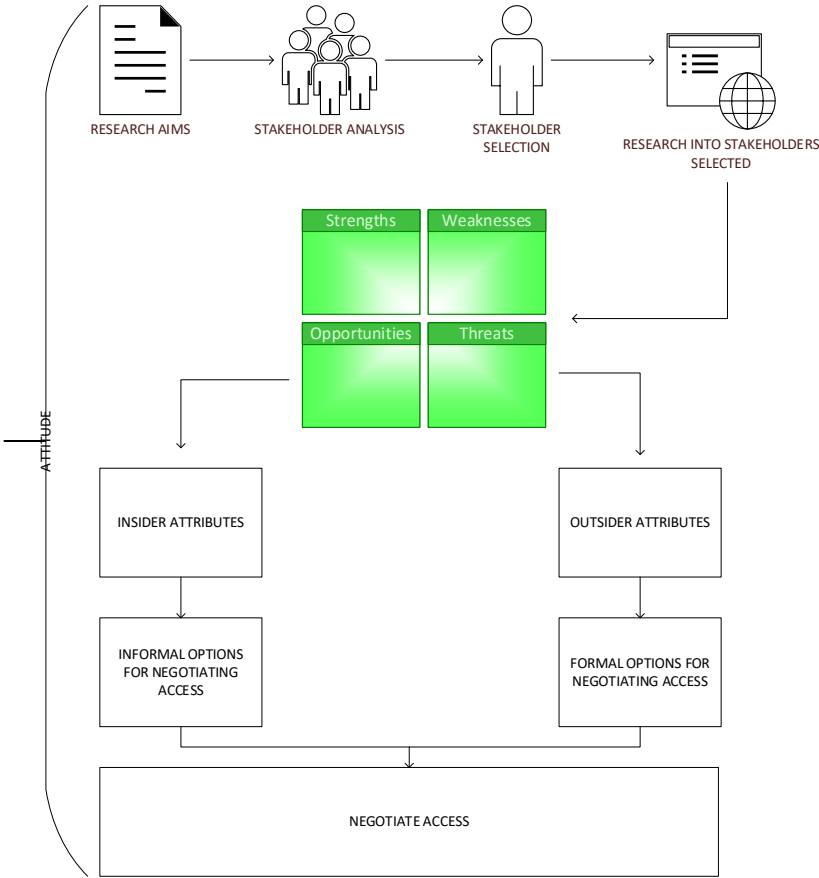 RESEARCH AIMS
STAKEHOLDER ANALYSIS
STAKEHOLDER
SELECTION
RESEARCH INTO STAKEHOLDERS
SELECTED
Strengths
Weaknesses
Opportunities
Threats
ATTITUDE
INSIDER ATTRIBUTES
OUTSIDER ATTRIBUTES
INFORMAL OPTIONS
FOR NEGOTIATING
ACCESS
FORMAL OPTIONS FOR
NEGOTIATING ACCESS
NEGOTIATE ACCESS